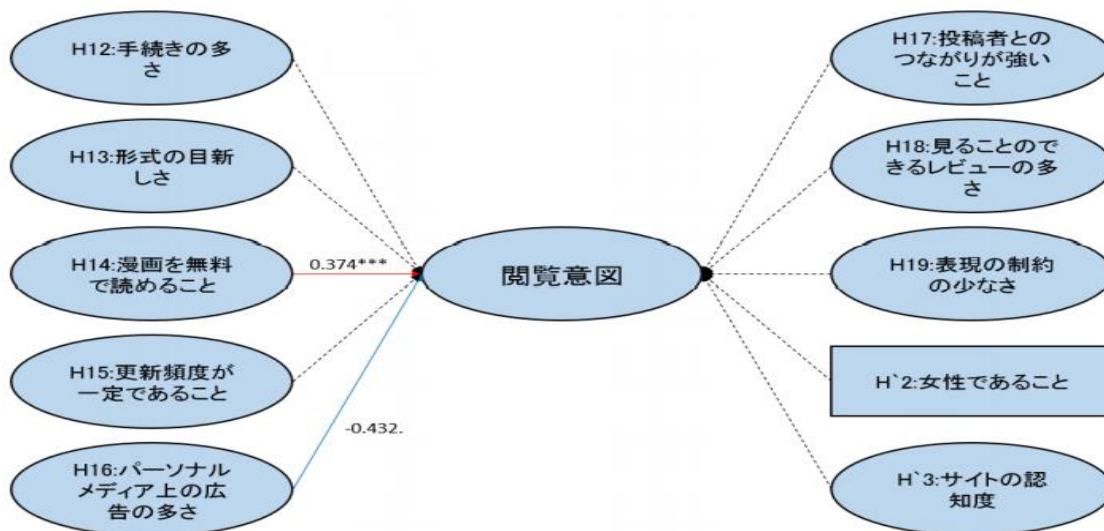 H12:手続きの多
さ
H13:形式の目新
しさ
H14:漫画を無料
で読めること
H15:更新頻度が
一定であること
H16:パーソナル
メディア上の広
告の多さ
0.374***
-0.432.
閲覧意図
H17:投稿者との
つながりが強い
こと
H18:見ることので
きるレビューの多
さ
H19:表現の制約
の少なさ
H`2:女性であること
H`3:サイトの認
知度